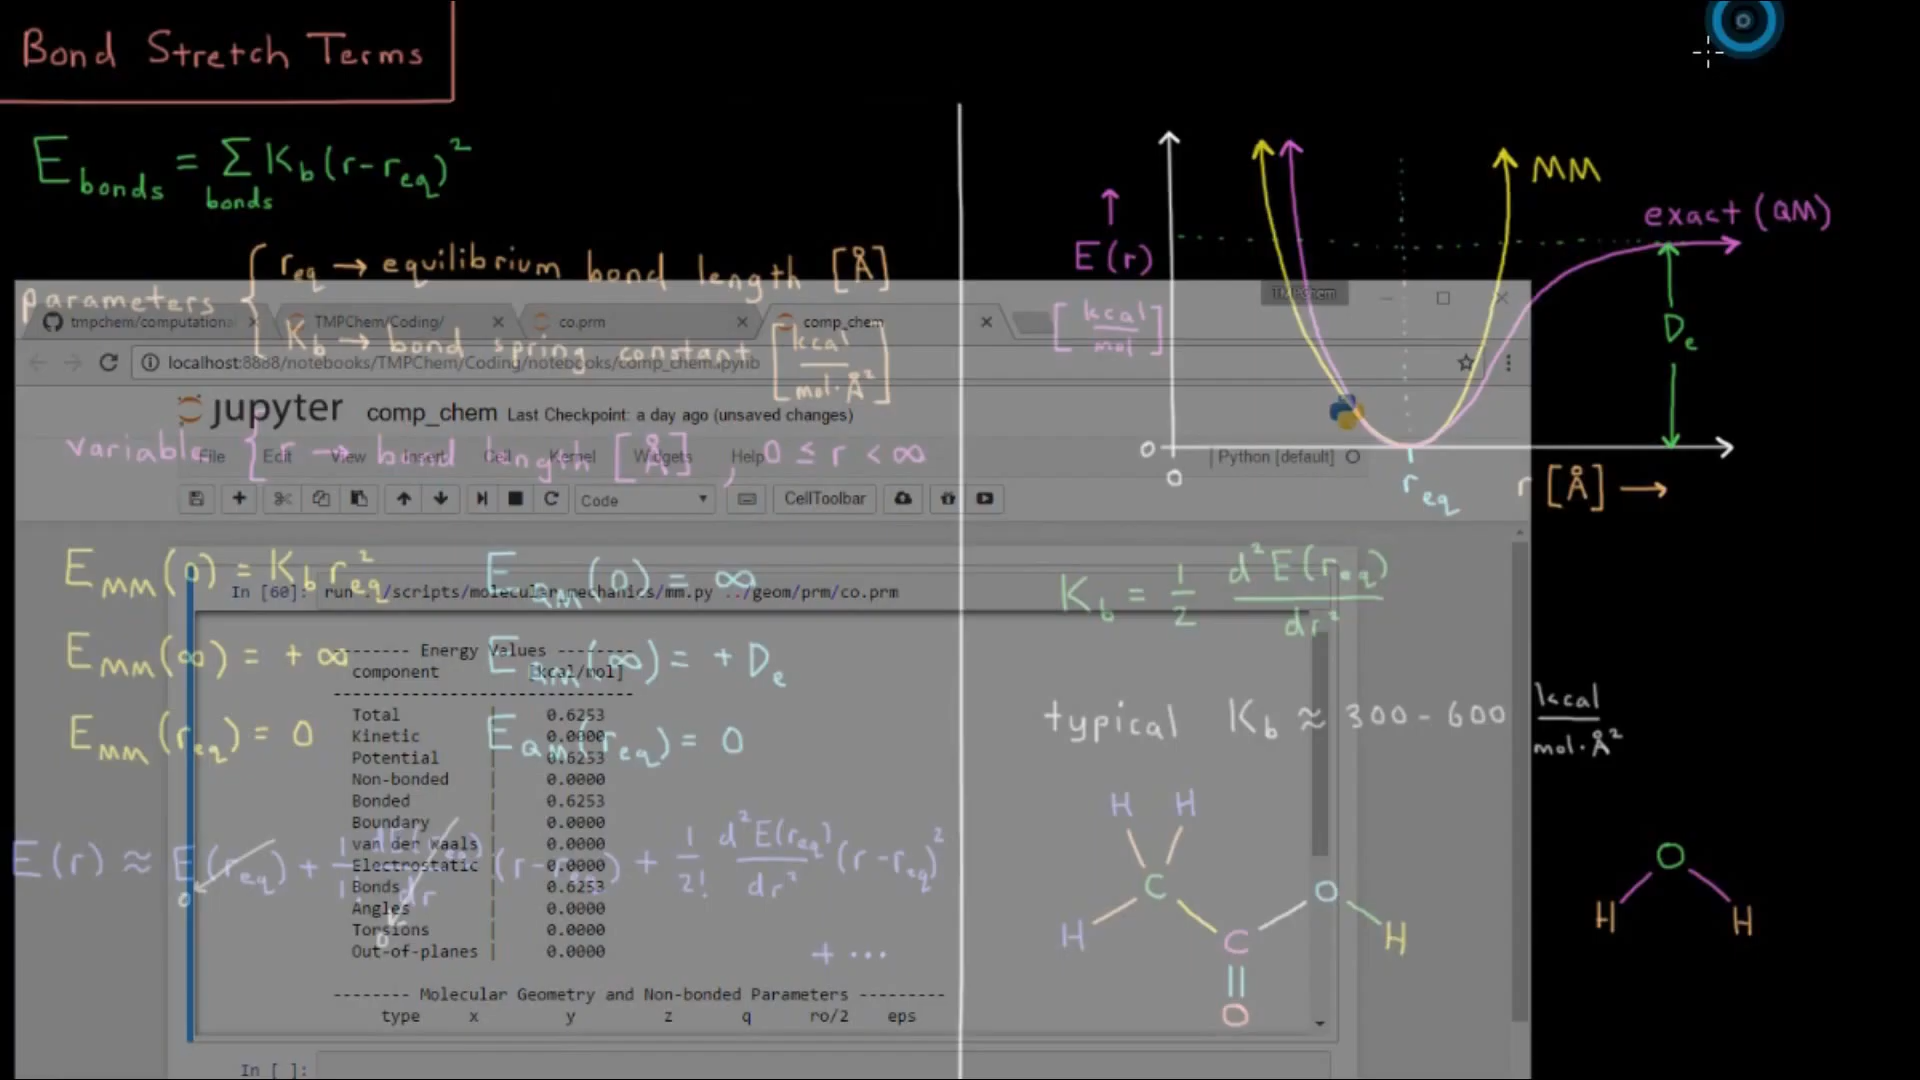 Bond Stretch Terms
E_bonds = Σ_bonds K_b (r - r_eq)²
parameters { r_eq → equilibrium bond length [Å]
K_b → bond spring constant [kcal/mol·Å²]
variable { r → bond length [Å] , 0 ≤ r < ∞
E_MM(0) = K_b r_eq²
E_QM(0) = ∞
E_MM(∞) = +∞
E_QM(∞) = + D_e
E_MM(r_eq) = 0
E_QM(r_eq) = 0
E(r) ≈ E(r_eq) + 1/1! dE(r_eq)/dr (r - r_eq) + 1/2! d²E(r_eq)/dr² (r - r_eq)²
0
0
+ ...
MM
exact (QM)
↑
E(r)
[kcal/mol]
D_e
0
0
r_eq
r [Å] →
K_b = 1/2 d²E(r_eq)/dr²
typical K_b ≈ 300 - 600 kcal/mol·Å²
H H
C O
H C H
O
O
H H
TMPChem
tmpchem/computational
TMPChem/Coding/
co.prm
comp_chem
localhost:8888/notebooks/TMPChem/Coding/notebooks/comp_chem.ipynb
jupyter comp_chem Last Checkpoint: a day ago (unsaved changes)
File Edit View Insert Cell Kernel Widgets Help
Python [default]
Code CellToolbar
In [60]: run ../scripts/molecular_mechanics/mm.py ../geom/prm/co.prm
-------- Energy Values --------
component [kcal/mol]
----------------------------
Total | 0.6253
Kinetic | 0.0000
Potential | 0.6253
Non-bonded | 0.0000
Bonded | 0.6253
Boundary | 0.0000
van der Waals | 0.0000
Electrostatic | 0.0000
Bonds | 0.6253
Angles | 0.0000
Torsions | 0.0000
Out-of-planes | 0.0000
-------- Molecular Geometry and Non-bonded Parameters ---------
type x y z q ro/2 eps
In [ ]: